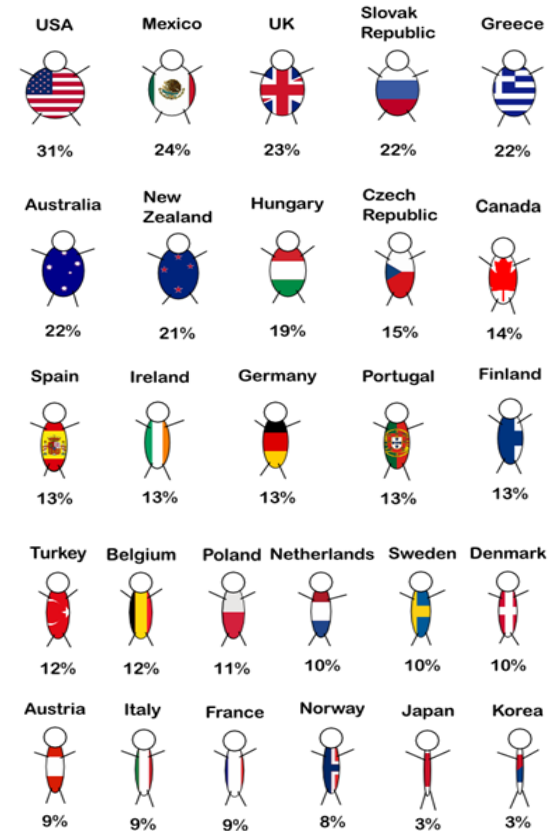 USA Mexico UK Slovak Republic Greece
31% 24% 23% 22% 22%
Australia New Zealand Hungary Czech Republic Canada
22% 21% 19% 15% 14%
Spain Ireland Germany Portugal Finland
13% 13% 13% 13% 13%
Turkey Belgium Poland Netherlands Sweden Denmark
12% 12% 11% 10% 10% 10%
Austria Italy France Norway Japan Korea
9% 9% 9% 8% 3% 3%